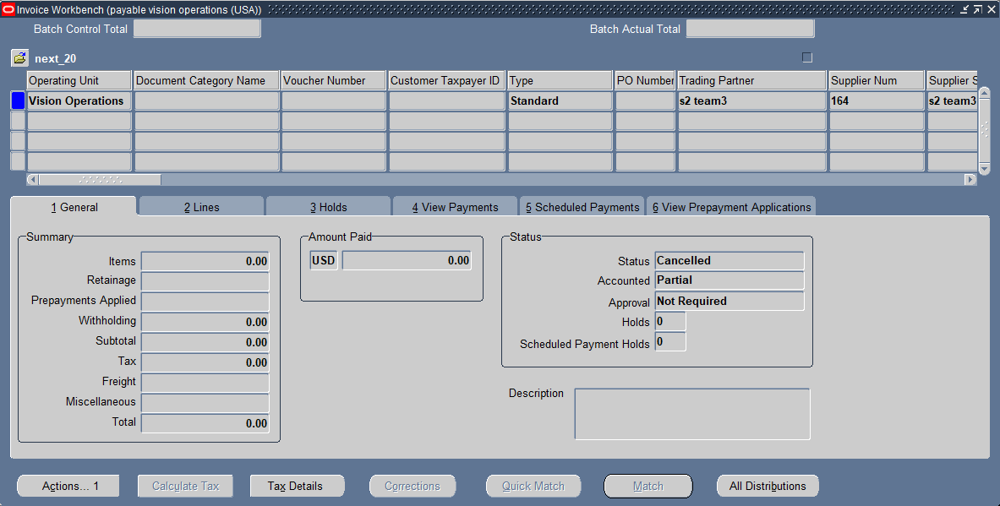 Invoice Workbench (payable vision operations (USA))
Batch Control Total Batch Actual Total
next_20
Operating Unit Document Category Name Voucher Number Customer Taxpayer ID Type PO Number Trading Partner Supplier Num Supplier S
Vision Operations Standard s2 team3 164 s2 team3
1 General 2 Lines 3 Holds 4 View Payments 5 Scheduled Payments 6 View Prepayment Applications
Summary Amount Paid Status
Items 0.00 USD 0.00 Status Cancelled
Retainage Accounted Partial
Prepayments Applied Approval Not Required
Withholding 0.00 Holds 0
Subtotal 0.00 Scheduled Payment Holds 0
Tax 0.00
Freight
Description
Miscellaneous
Total 0.00
Actions... 1 Calculate Tax Tax Details Corrections Quick Match Match All Distributions